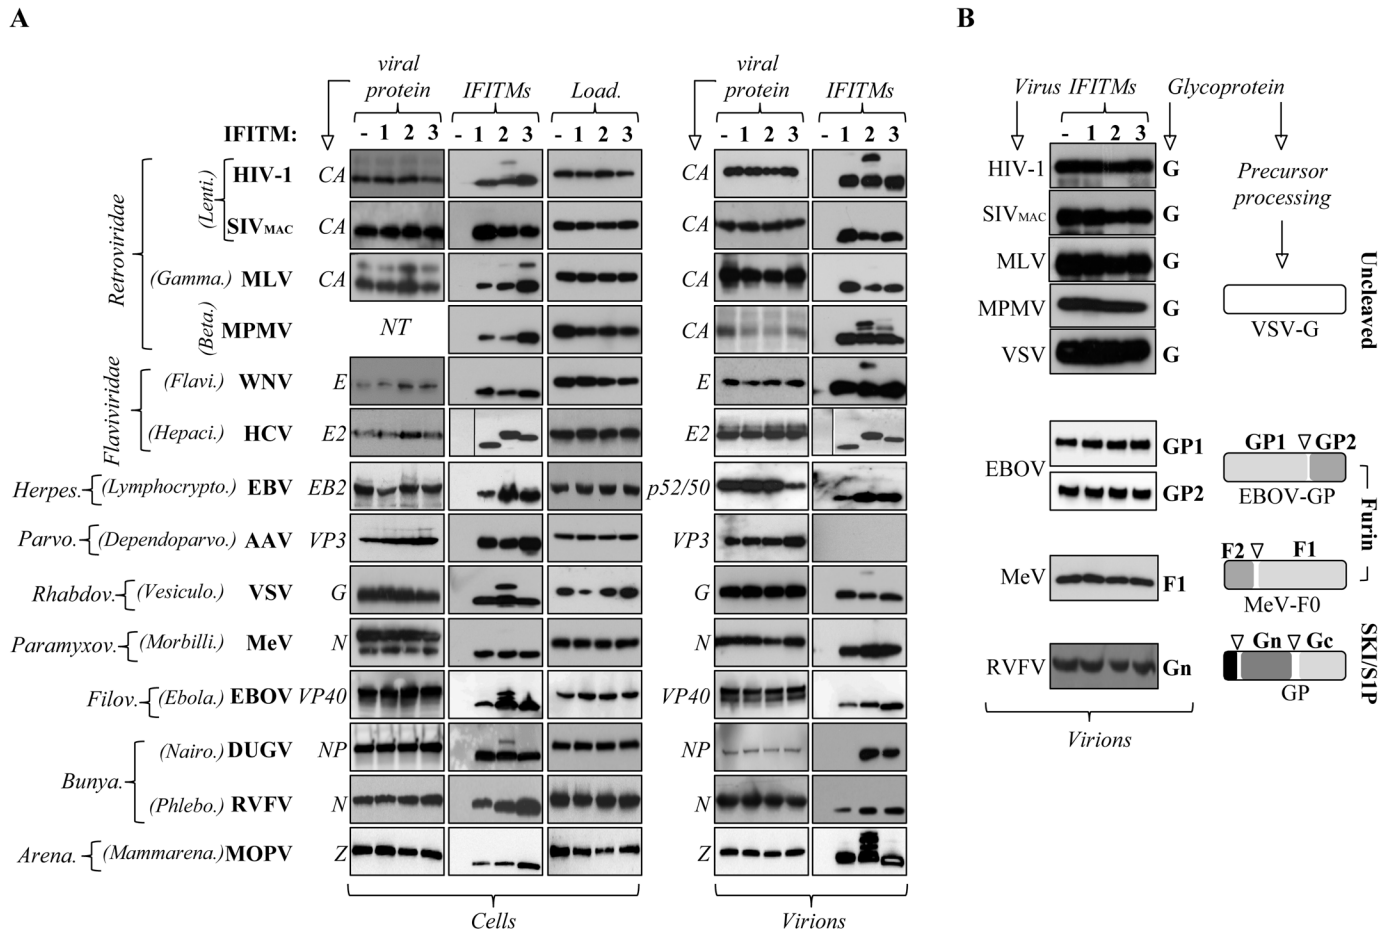 A
viral
protein
IFITMs
Load.
viral
protein
IFITMs
IFITM:
- 1 2 3
- 1 2 3
- 1 2 3
- 1 2 3
Retroviridae
(Lenti.)
HIV-1 CA CA
SIVMAC CA CA
(Gamma.) MLV CA CA
(Beta.) MPMV NT CA
Flaviviridae
(Flavi.) WNV E E
(Hepaci.) HCV E2 E2
Herpes. (Lymphocrypto.) EBV EB2 p52/50
Parvo. (Dependoparvo.) AAV VP3 VP3
Rhabdov. (Vesiculo.) VSV G G
Paramyxov. (Morbilli.) MeV N N
Filov. (Ebola.) EBOV VP40 VP40
Bunya.
(Nairo.) DUGV NP NP
(Phlebo.) RVFV N N
Arena. (Mammarena.) MOPV Z Z
Cells
Virions
B
Virus IFITMs Glycoprotein
- 1 2 3
HIV-1 G
SIVMAC G
MLV G
MPMV G
VSV G
Precursor
processing
VSV-G
Uncleaved
EBOV GP1
GP2
GP1 GP2
EBOV-GP
Furin
MeV F1
F2 F1
MeV-F0
RVFV Gn
Gn Gc
GP
SKI/S1P
Virions